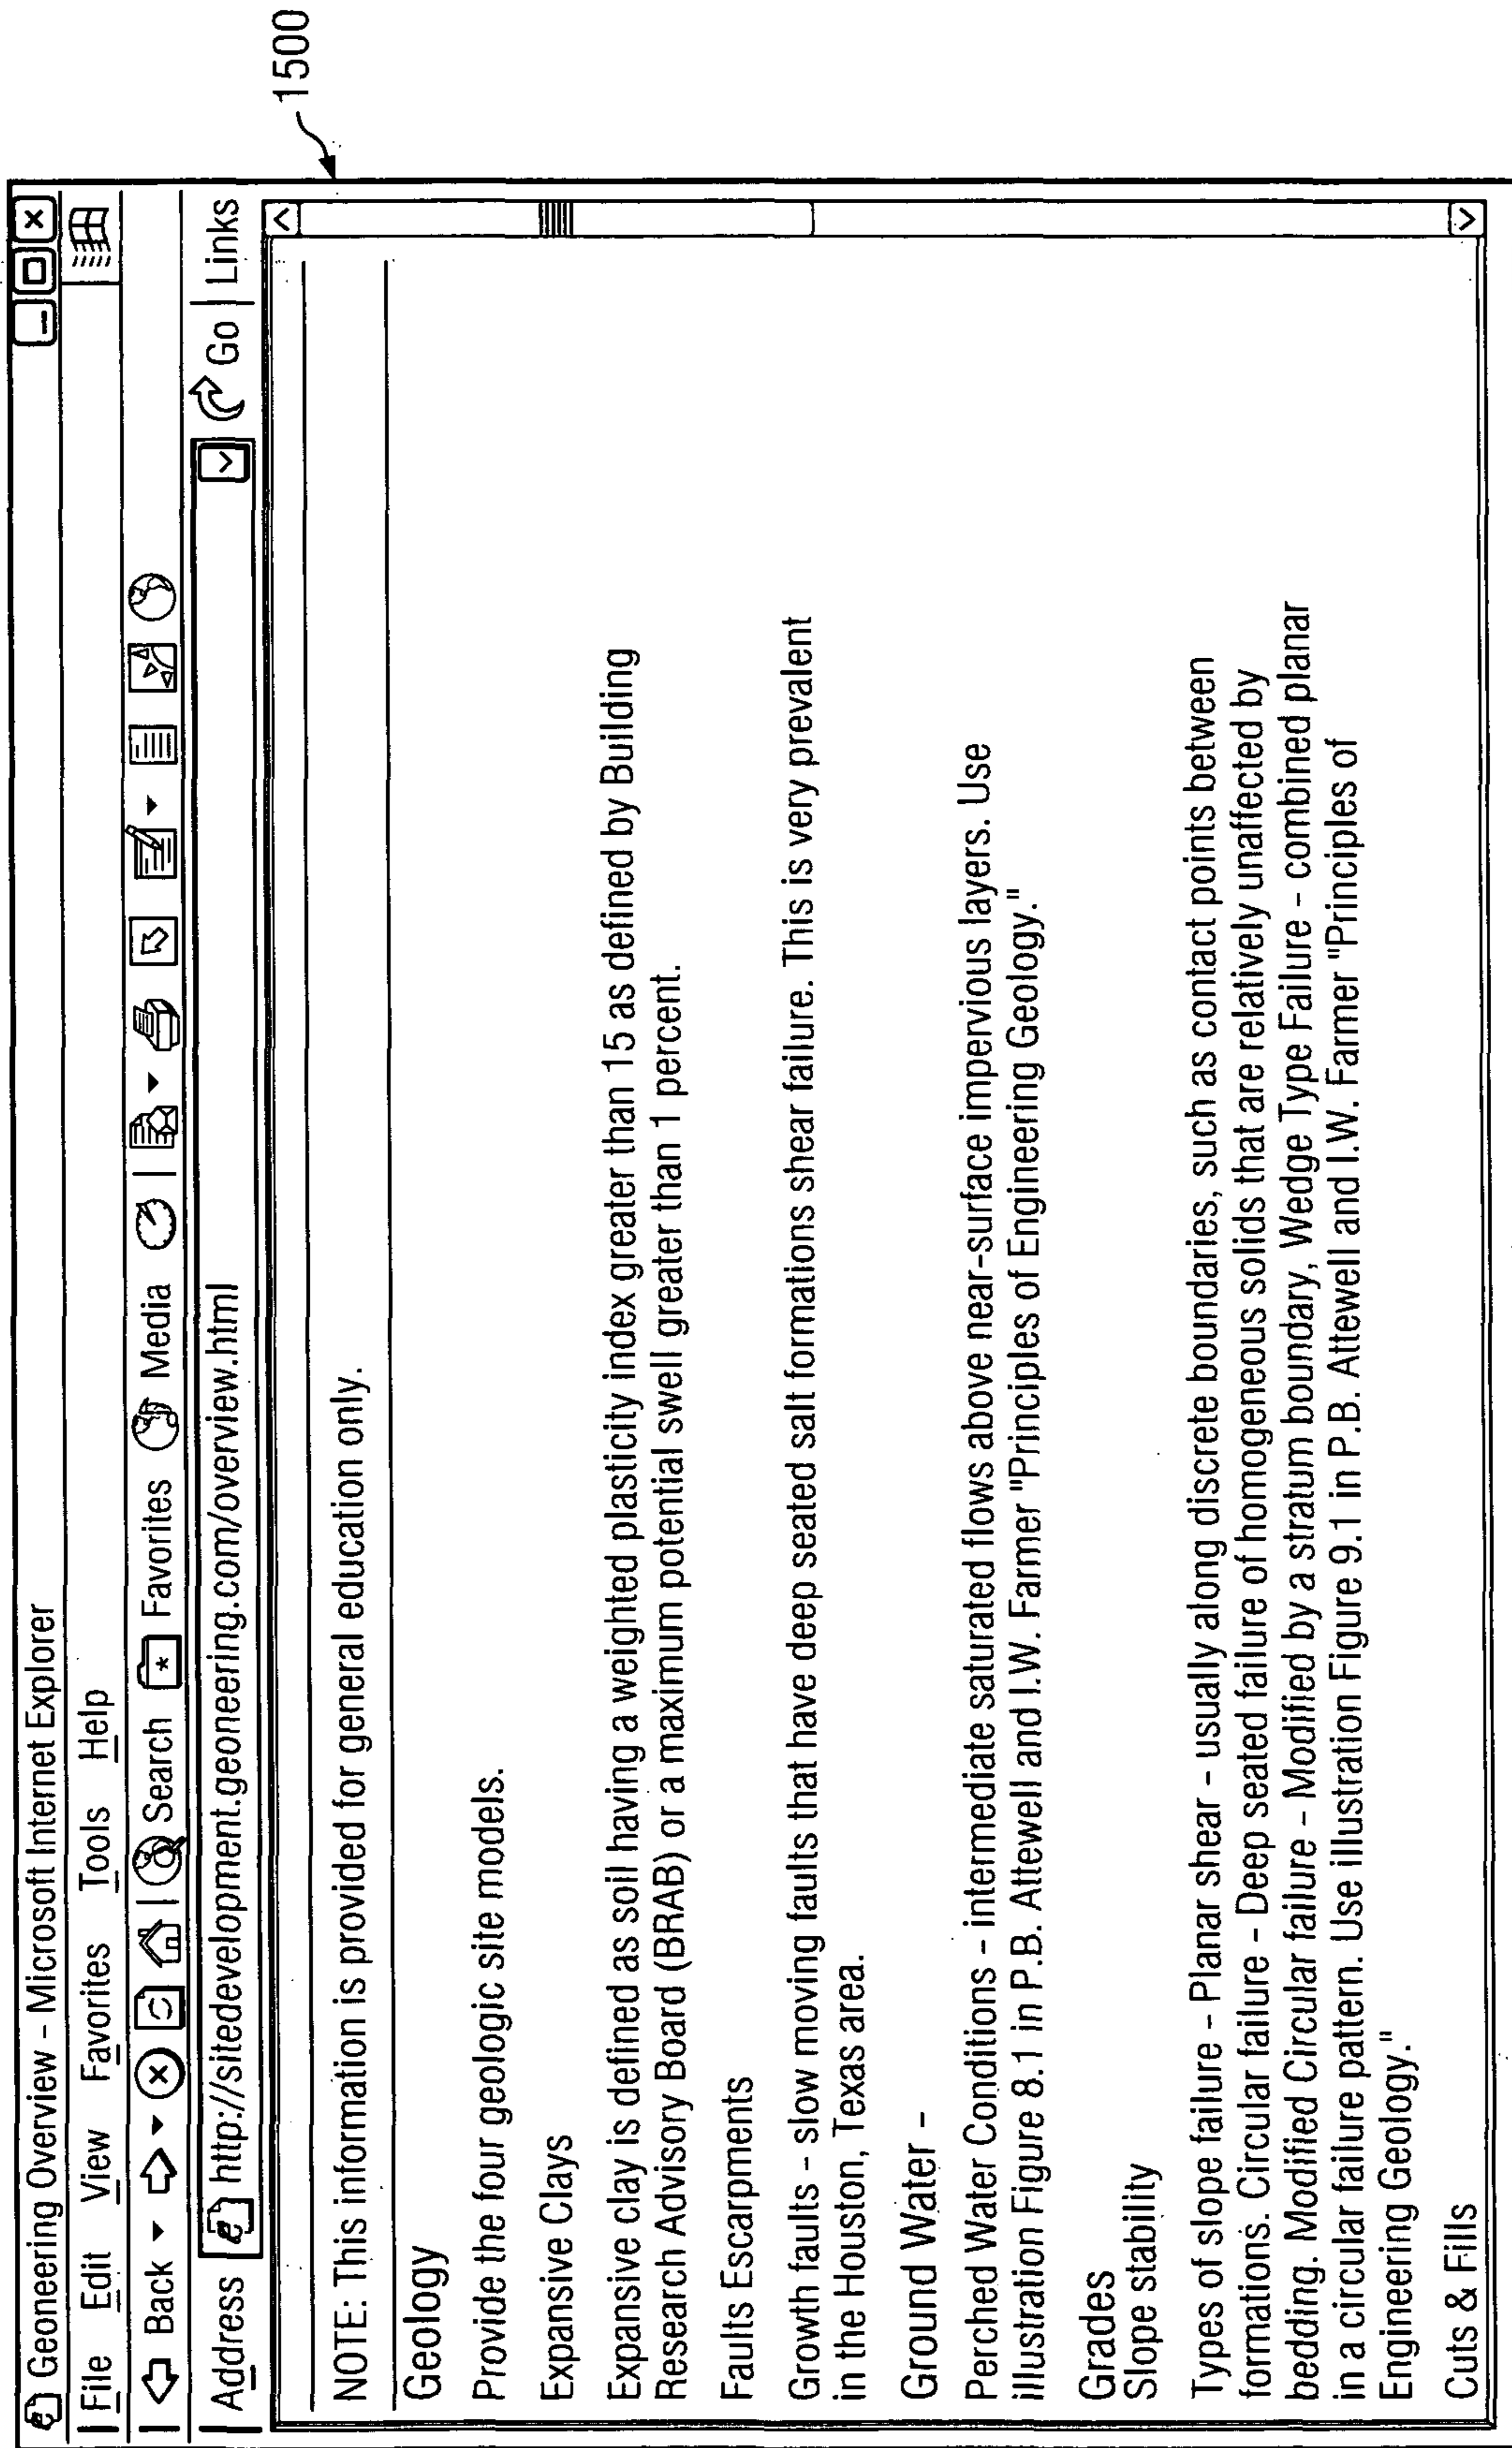 Geoneering Overview - Microsoft Internet Explorer
File Edit View Favorites Tools Help
Back Search Favorites Media
Address http://sitedevelopment.geoneering.com/overview.html Go Links
1500
NOTE: This information is provided for general education only.
Geology
Provide the four geologic site models.
Expansive Clays
Expansive clay is defined as soil having a weighted plasticity index greater than 15 as defined by Building
Research Advisory Board (BRAB) or a maximum potential swell greater than 1 percent.
Faults Escarpments
Growth faults - slow moving faults that have deep seated salt formations shear failure. This is very prevalent
in the Houston, Texas area.
Ground Water -
Perched Water Conditions - intermediate saturated flows above near-surface impervious layers. Use
illustration Figure 8.1 in P.B. Attewell and I.W. Farmer "Principles of Engineering Geology."
Grades
Slope stability
Types of slope failure - Planar shear - usually along discrete boundaries, such as contact points between
formations. Circular failure - Deep seated failure of homogeneous solids that are relatively unaffected by
bedding. Modified Circular failure - Modified by a stratum boundary, Wedge Type Failure - combined planar
in a circular failure pattern. Use illustration Figure 9.1 in P.B. Attewell and I.W. Farmer "Principles of
Engineering Geology."
Cuts & Fills